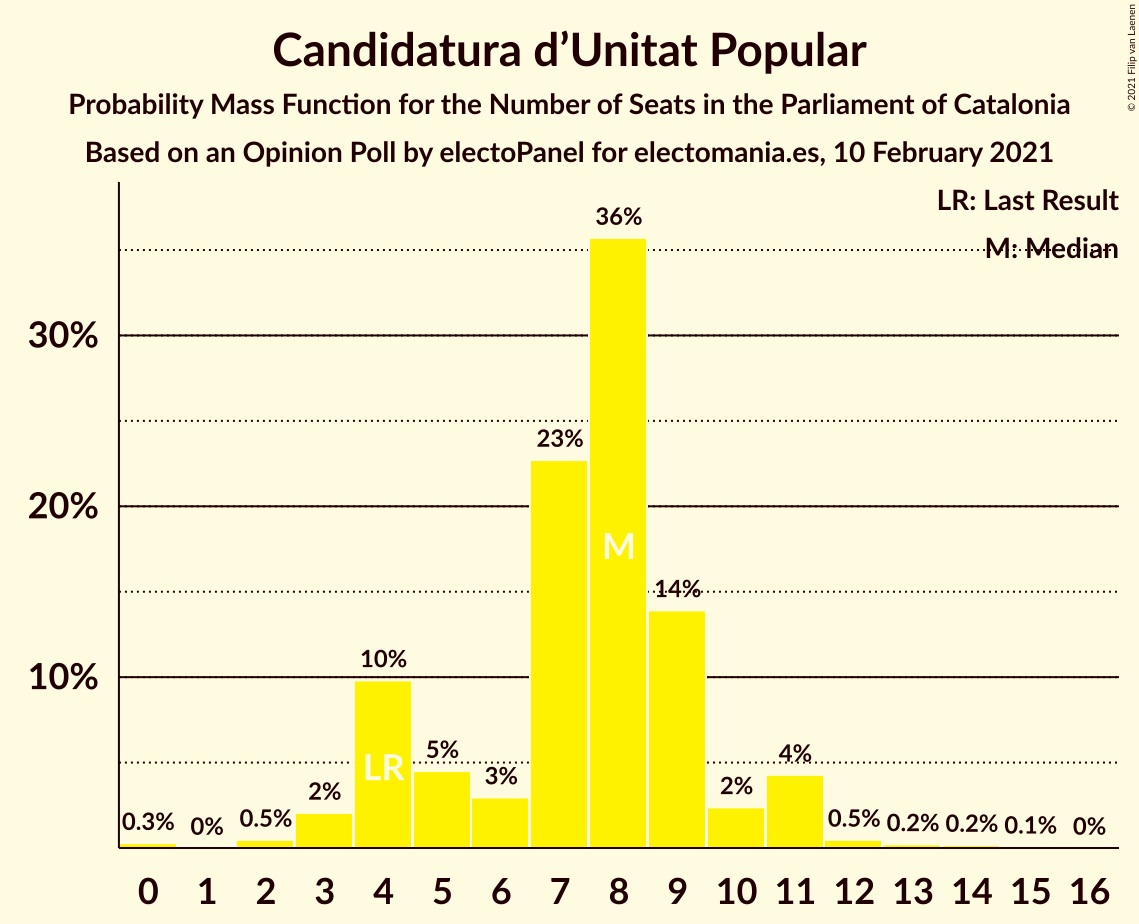 Candidatura d’Unitat Popular
Probability Mass Function for the Number of Seats in the Parliament of Catalonia
Based on an Opinion Poll by electoPanel for electomania.es, 10 February 2021
© 2021 Filip van Laenen
LR: Last Result
M: Median
30%
20%
10%
0.3%
0%
0.5%
2%
10%
5%
3%
23%
36%
14%
2%
4%
0.5%
0.2%
0.2%
0.1%
0%
LR
M
0 1 2 3 4 5 6 7 8 9 10 11 12 13 14 15 16